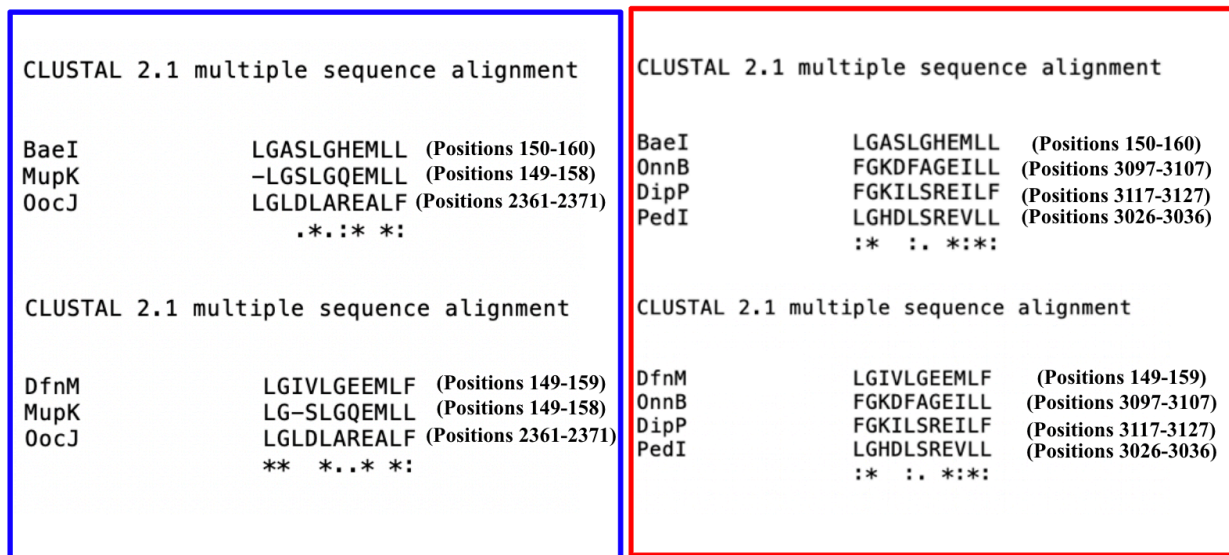 CLUSTAL 2.1 multiple sequence alignment
BaeI LGASLGHEMLL (Positions 150-160)
MupK -LGSLGQEMLL (Positions 149-158)
OocJ LGLDLAREALF (Positions 2361-2371)
.*.:* *:
CLUSTAL 2.1 multiple sequence alignment
DfnM LGIVLGEEMLF (Positions 149-159)
MupK LG-SLGQEMLL (Positions 149-158)
OocJ LGLDLAREALF (Positions 2361-2371)
** *..* *:
CLUSTAL 2.1 multiple sequence alignment
BaeI LGASLGHEMLL (Positions 150-160)
OnnB FGKDFAGEILL (Positions 3097-3107)
DipP FGKILSREILF (Positions 3117-3127)
PedI LGHDLSREVLL (Positions 3026-3036)
:* :. *:*:
CLUSTAL 2.1 multiple sequence alignment
DfnM LGIVLGEEMLF (Positions 149-159)
OnnB FGKDFAGEILL (Positions 3097-3107)
DipP FGKILSREILF (Positions 3117-3127)
PedI LGHDLSREVLL (Positions 3026-3036)
:* :. *:*: